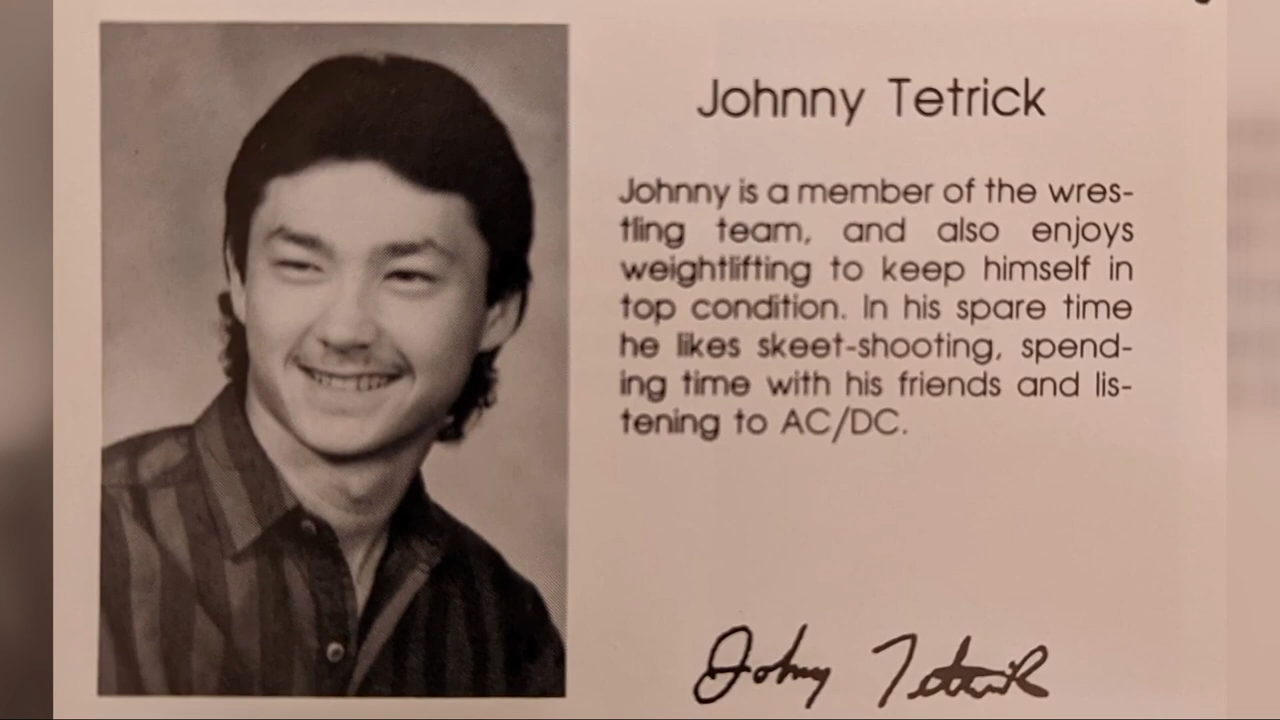 Johnny Tetrick
Johnny is a member of the wres-
tling team, and also enjoys
weightlifting to keep himself in
top condition. In his spare time
he likes skeet-shooting, spend-
ing time with his friends and lis-
tening to AC/DC.
Johny Tetrick